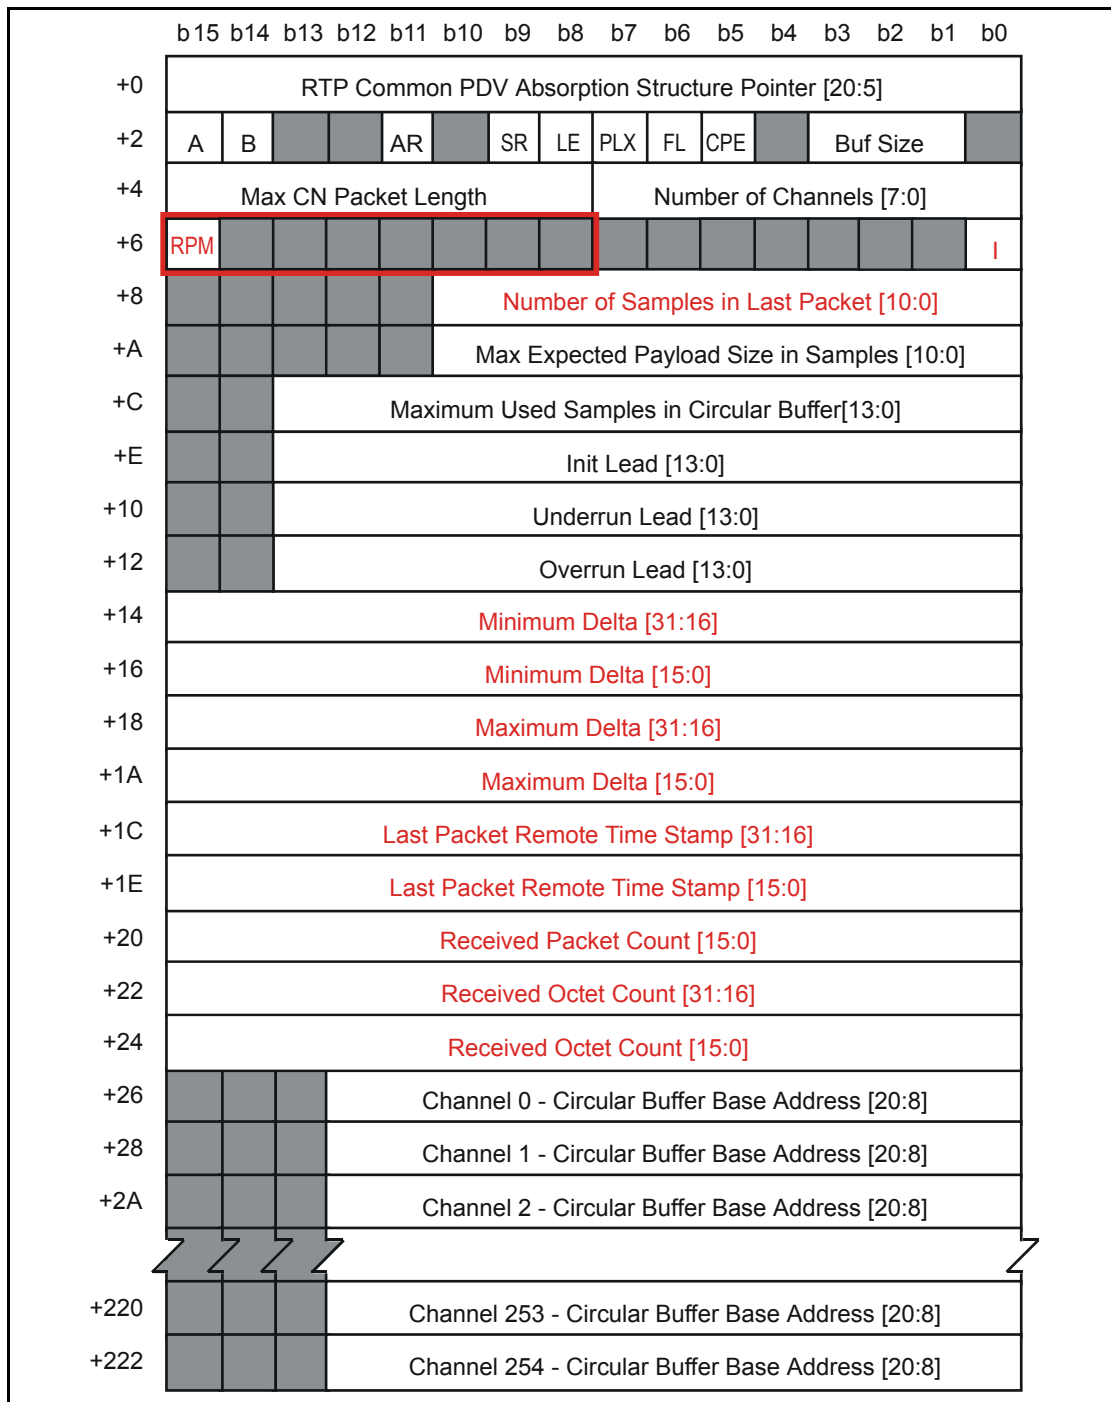 b15 b14 b13 b12 b11 b10 b9 b8 b7 b6 b5 b4 b3 b2 b1 b0
+0 RTP Common PDV Absorption Structure Pointer [20:5]
+2 A B AR SR LE PLX FL CPE Buf Size
+4 Max CN Packet Length Number of Channels [7:0]
+6 RPM I
+8 Number of Samples in Last Packet [10:0]
+A Max Expected Payload Size in Samples [10:0]
+C Maximum Used Samples in Circular Buffer[13:0]
+E Init Lead [13:0]
+10 Underrun Lead [13:0]
+12 Overrun Lead [13:0]
+14 Minimum Delta [31:16]
+16 Minimum Delta [15:0]
+18 Maximum Delta [31:16]
+1A Maximum Delta [15:0]
+1C Last Packet Remote Time Stamp [31:16]
+1E Last Packet Remote Time Stamp [15:0]
+20 Received Packet Count [15:0]
+22 Received Octet Count [31:16]
+24 Received Octet Count [15:0]
+26 Channel 0 - Circular Buffer Base Address [20:8]
+28 Channel 1 - Circular Buffer Base Address [20:8]
+2A Channel 2 - Circular Buffer Base Address [20:8]
+220 Channel 253 - Circular Buffer Base Address [20:8]
+222 Channel 254 - Circular Buffer Base Address [20:8]